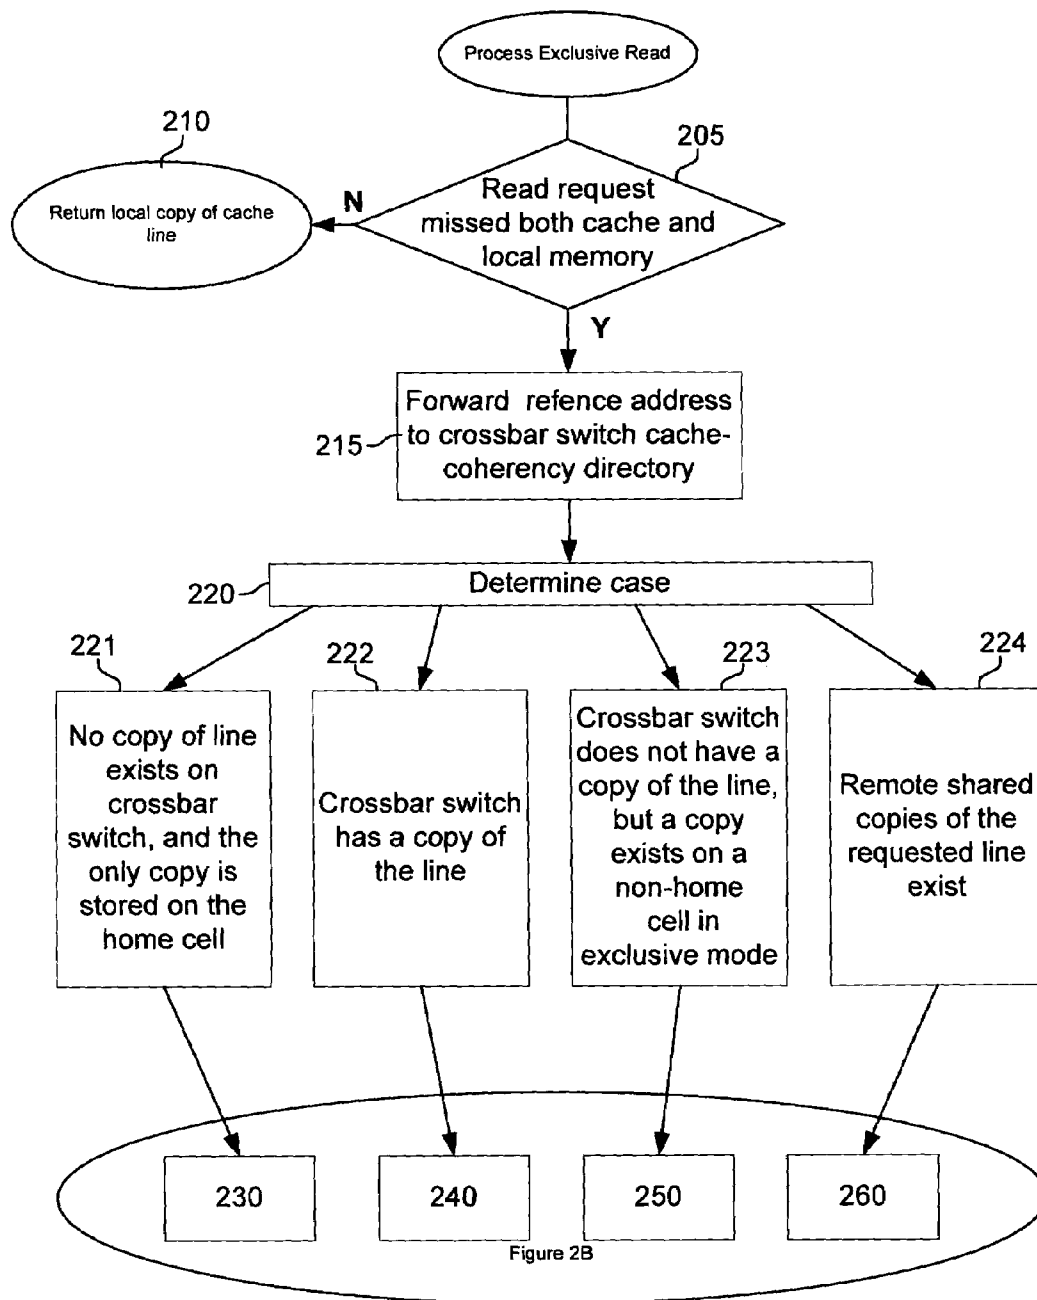 Process Exclusive Read
210
205
Return local copy of cache
line
N
Read request
missed both cache and
local memory
Y
Forward refence address
215
to crossbar switch cache-
coherency directory
220
Determine case
221
222
223
224
No copy of line
exists on
crossbar
switch, and the
only copy is
stored on the
home cell
Crossbar switch
has a copy of
the line
Crossbar switch
does not have a
copy of the line,
but a copy
exists on a
non-home
cell in
exclusive mode
Remote shared
copies of the
requested line
exist
230
240
250
260
Figure 2B